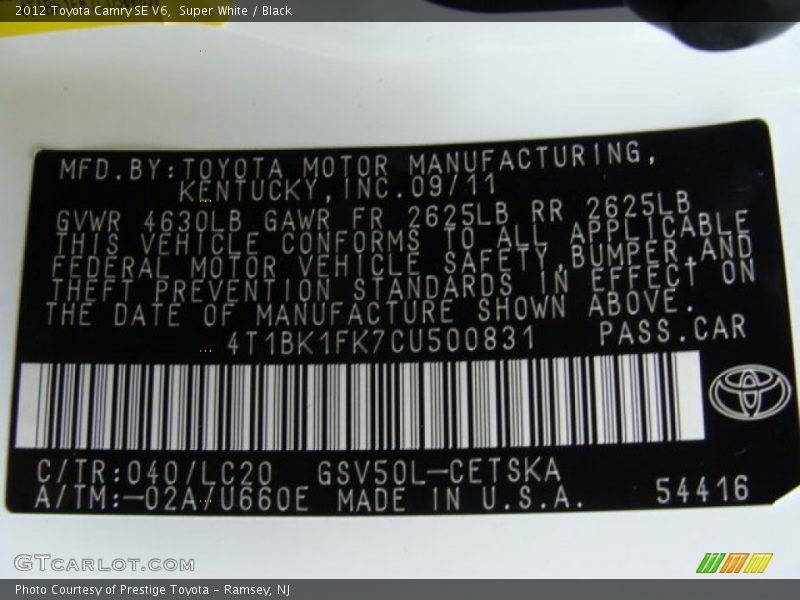 2012 Toyota Camry SE V6,  Super White / Black
MFD.BY:TOYOTA MOTOR MANUFACTURING,
KENTUCKY,INC.09/11
GVWR 4630LB GAWR FR 2625LB RR 2625LB
THIS VEHICLE CONFORMS TO ALL APPLICABLE
FEDERAL MOTOR VEHICLE SAFETY,BUMPER,AND
THEFT PREVENTION STANDARDS IN EFFECT ON
THE DATE OF MANUFACTURE SHOWN ABOVE.
4T1BK1FK7CU500831 PASS.CAR
C/TR:040/LC20 GSV50L-CETSKA
A/TM:-02A/U660E MADE IN U.S.A. 54416
GTCARLOT.COM
Photo Courtesy of Prestige Toyota - Ramsey, NJ